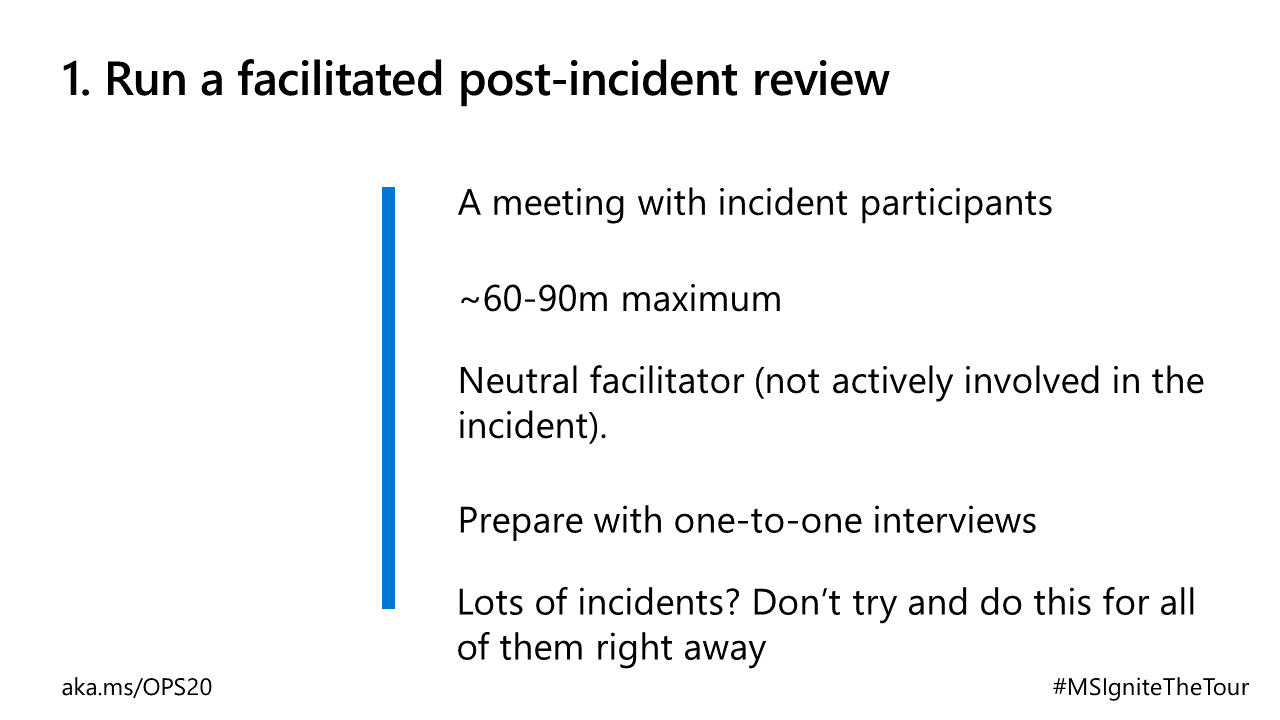 1. Run a facilitated post-incident review
A meeting with incident participants
~60-90m maximum
Neutral facilitator (not actively involved in the
incident).
Prepare with one-to-one interviews
Lots of incidents? Don’t try and do this for all
of them right away
aka.ms/OPS20
#MSIgniteTheTour